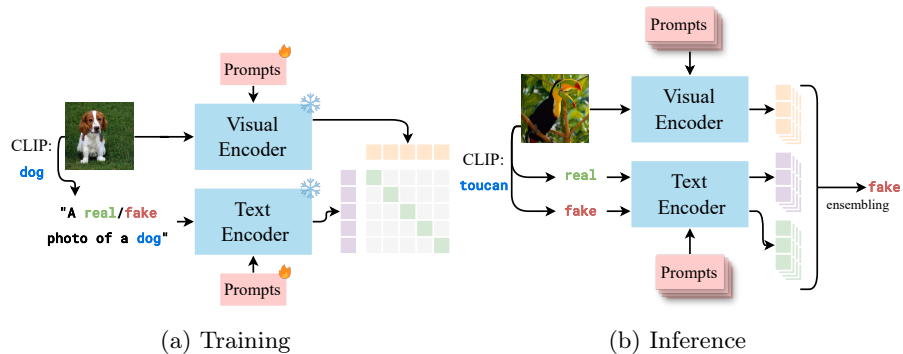 Prompts
Visual
Encoder
CLIP:
dog
"A real/fake
photo of a dog"
Text
Encoder
Prompts
(a) Training
Prompts
Visual
Encoder
CLIP:
toucan
real
fake
Text
Encoder
Prompts
fake
ensembling
(b) Inference